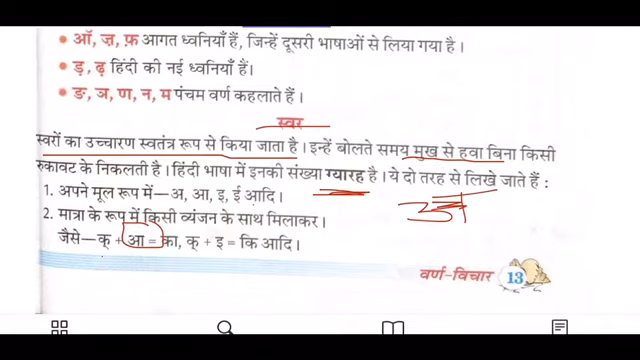 • ऑ, ज़, फ़ आगत ध्वनियाँ हैं, जिन्हें दूसरी भाषाओं से लिया गया है।
• ड़, ढ़ हिंदी की नई ध्वनियाँ हैं।
• ङ, ञ, ण, न, म पंचम वर्ण कहलाते हैं।
स्वर
स्वरों का उच्चारण स्वतंत्र रूप से किया जाता है। इन्हें बोलते समय मुख से हवा बिना किसी
रुकावट के निकलती है। हिंदी भाषा में इनकी संख्या ग्यारह है। ये दो तरह से लिखे जाते हैं :
1. अपने मूल रूप में— अ, आ, इ, ई आदि।
2. मात्रा के रूप में किसी व्यंजन के साथ मिलाकर।
जैसे— क् + आ = का, क् + इ = कि आदि।
वर्ण-विचार 13